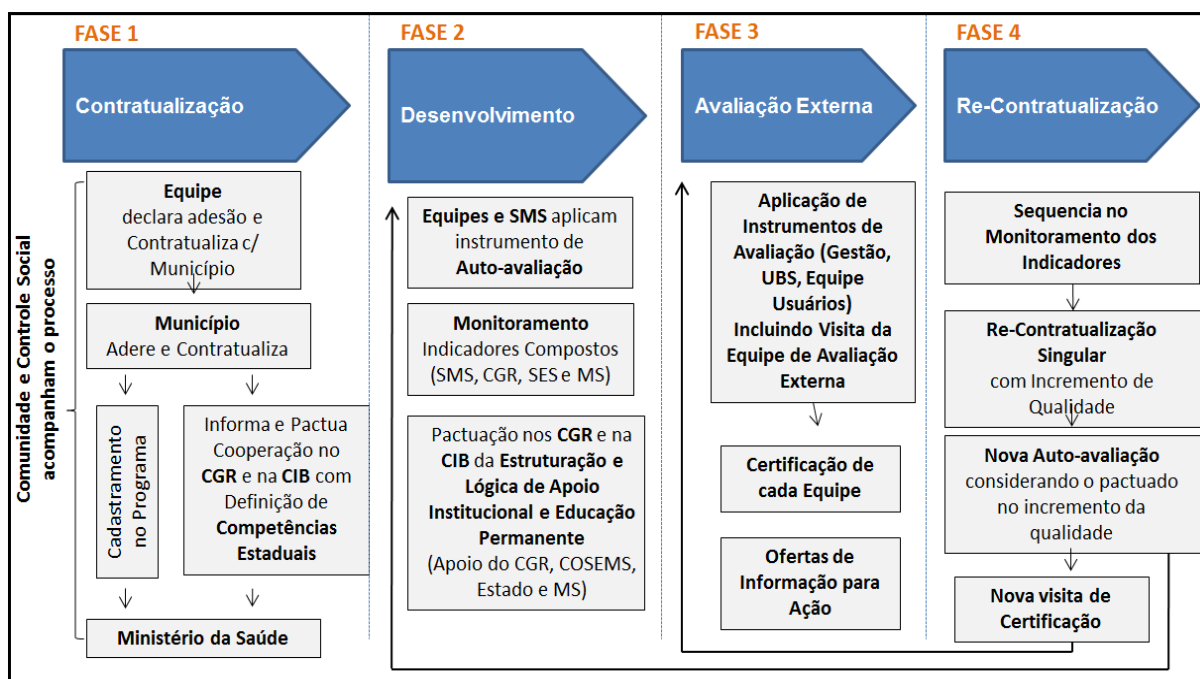 FASE 1
Contratualização
Comunidade e Controle Social
acompanham o processo
Equipe
declara adesão e
Contratualiza c/
Município
Município
Adere e Contratualiza
Cadastramento
no Programa
Informa e Pactua
Cooperação no
CGR e na CIB com
Definição de
Competências
Estaduais
Ministério da Saúde
FASE 2
Desenvolvimento
Equipes e SMS aplicam
instrumento de
Auto-avaliação
Monitoramento
Indicadores Compostos
(SMS, CGR, SES e MS)
Pactuação nos CGR e na
CIB da Estruturação e
Lógica de Apoio
Institucional e Educação
Permanente
(Apoio do CGR, COSEMS,
Estado e MS)
FASE 3
Avaliação Externa
Aplicação de
Instrumentos de
Avaliação (Gestão,
UBS, Equipe
Usuários)
Incluindo Visita da
Equipe de Avaliação
Externa
Certificação de
cada Equipe
Ofertas de
Informação para
Ação
FASE 4
Re-Contratualização
Sequencia no
Monitoramento dos
Indicadores
Re-Contratualização
Singular
com Incremento de
Qualidade
Nova Auto-avaliação
considerando o pactuado
no incremento da
qualidade
Nova visita de
Certificação